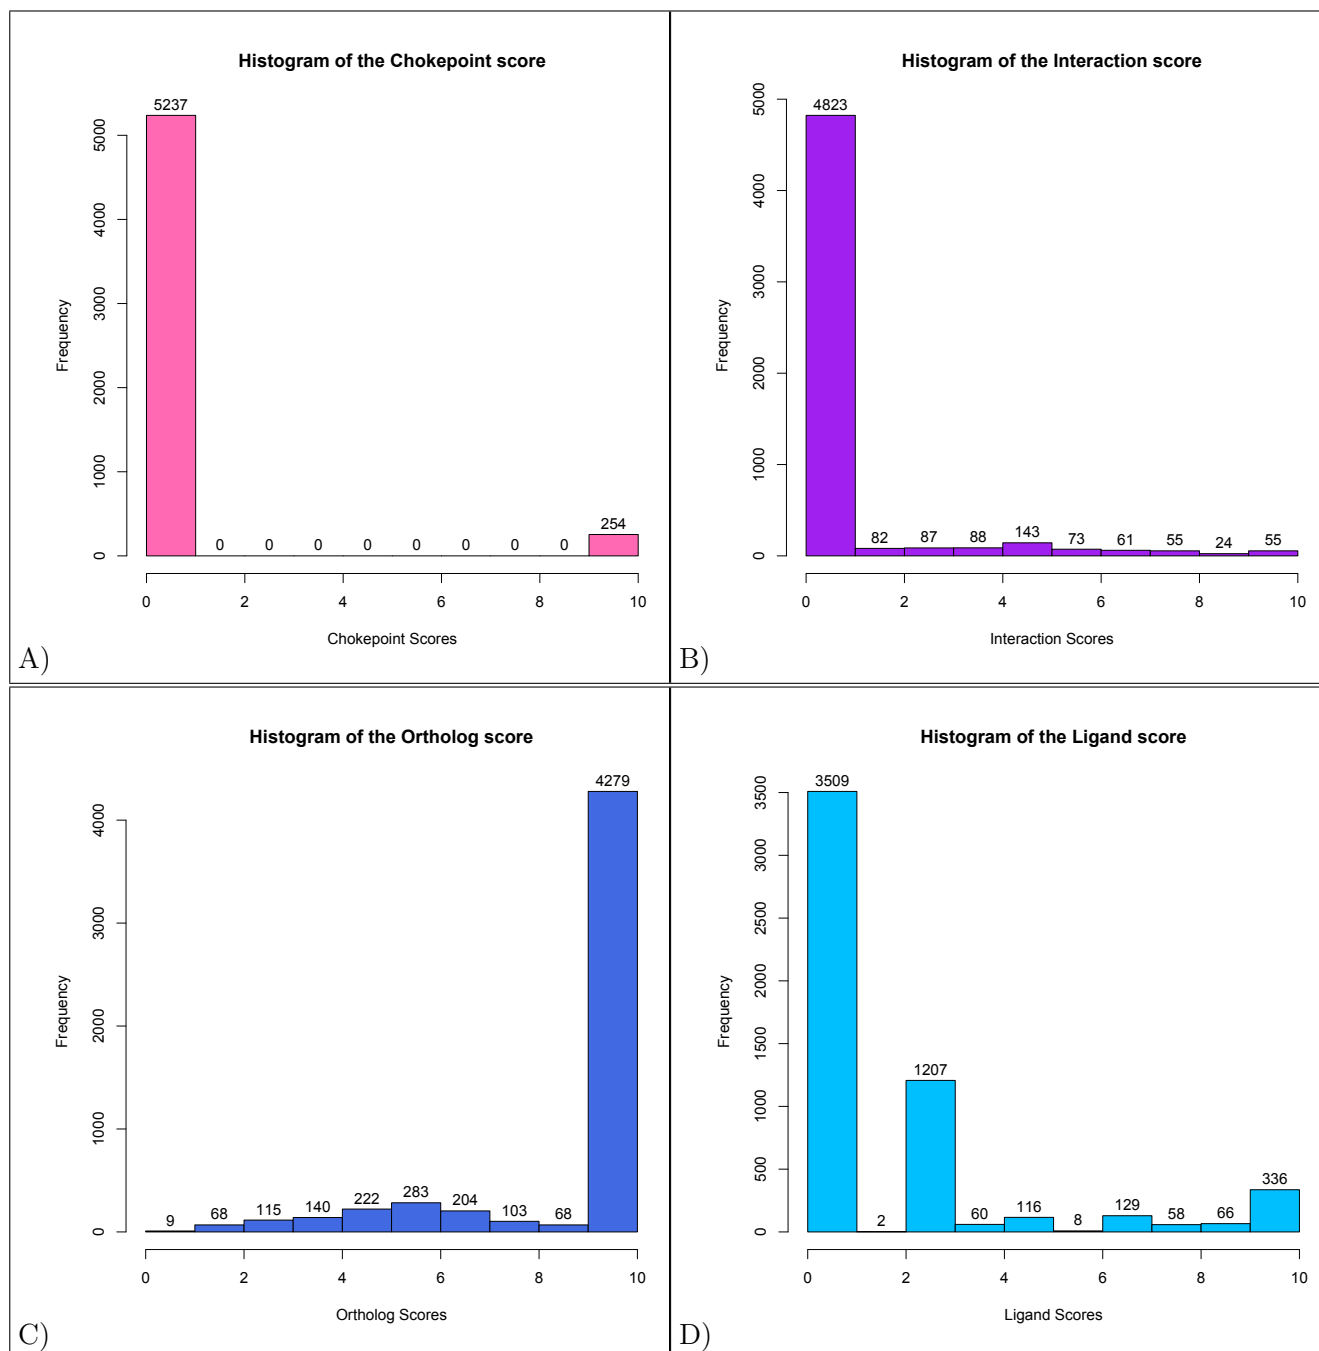 Histogram of the Chokepoint score
5237
0 0 0 0 0 0 0 0 254
Frequency
0 1000 2000 3000 4000 5000
0 2 4 6 8 10
Chokepoint Scores
A)
Histogram of the Interaction score
4823
82 87 88 143 73 61 55 24 55
Frequency
0 1000 2000 3000 4000 5000
0 2 4 6 8 10
Interaction Scores
B)
Histogram of the Ortholog score
9 68 115 140 222 283 204 103 68 4279
Frequency
0 1000 2000 3000 4000
0 2 4 6 8 10
Ortholog Scores
C)
Histogram of the Ligand score
3509 2 1207 60 116 8 129 58 66 336
Frequency
0 500 1000 1500 2000 2500 3000 3500
0 2 4 6 8 10
Ligand Scores
D)